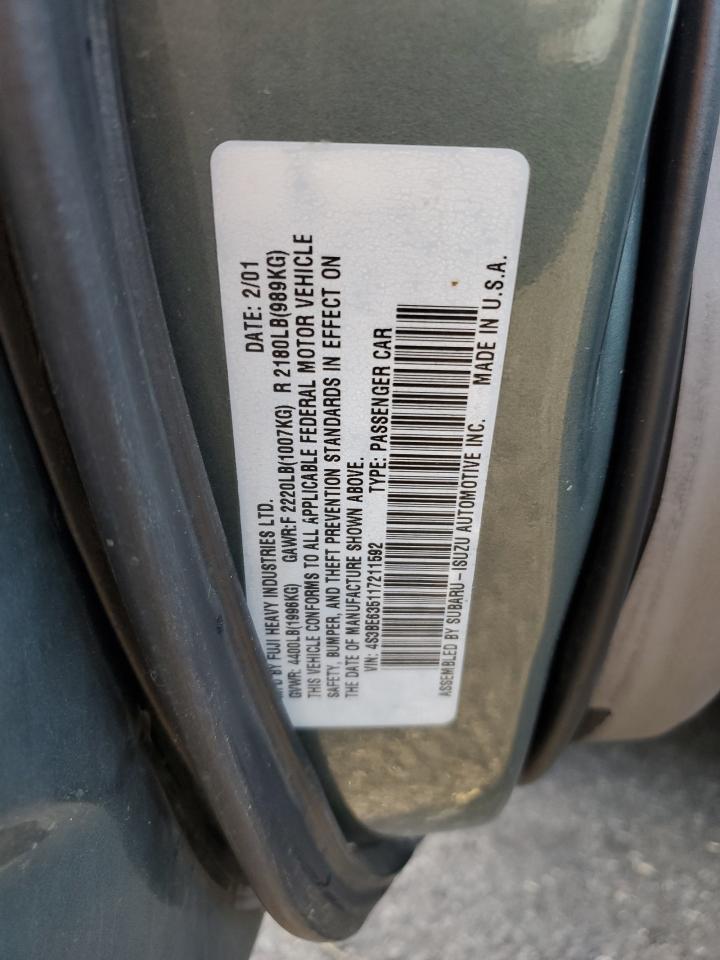 BY FUJI HEAVY INDUSTRIES LTD. DATE: 2/01
GVWR: 4400LB(1996KG) GAWR:F 2220LB(1007KG) R 2180LB(989KG)
THIS VEHICLE CONFORMS TO ALL APPLICABLE FEDERAL MOTOR VEHICLE
SAFETY, BUMPER, AND THEFT PREVENTION STANDARDS IN EFFECT ON
THE DATE OF MANUFACTURE SHOWN ABOVE.
VIN: 4S3BE635117211592 TYPE: PASSENGER CAR
ASSEMBLED BY SUBARU-ISUZU AUTOMOTIVE INC. MADE IN U.S.A.